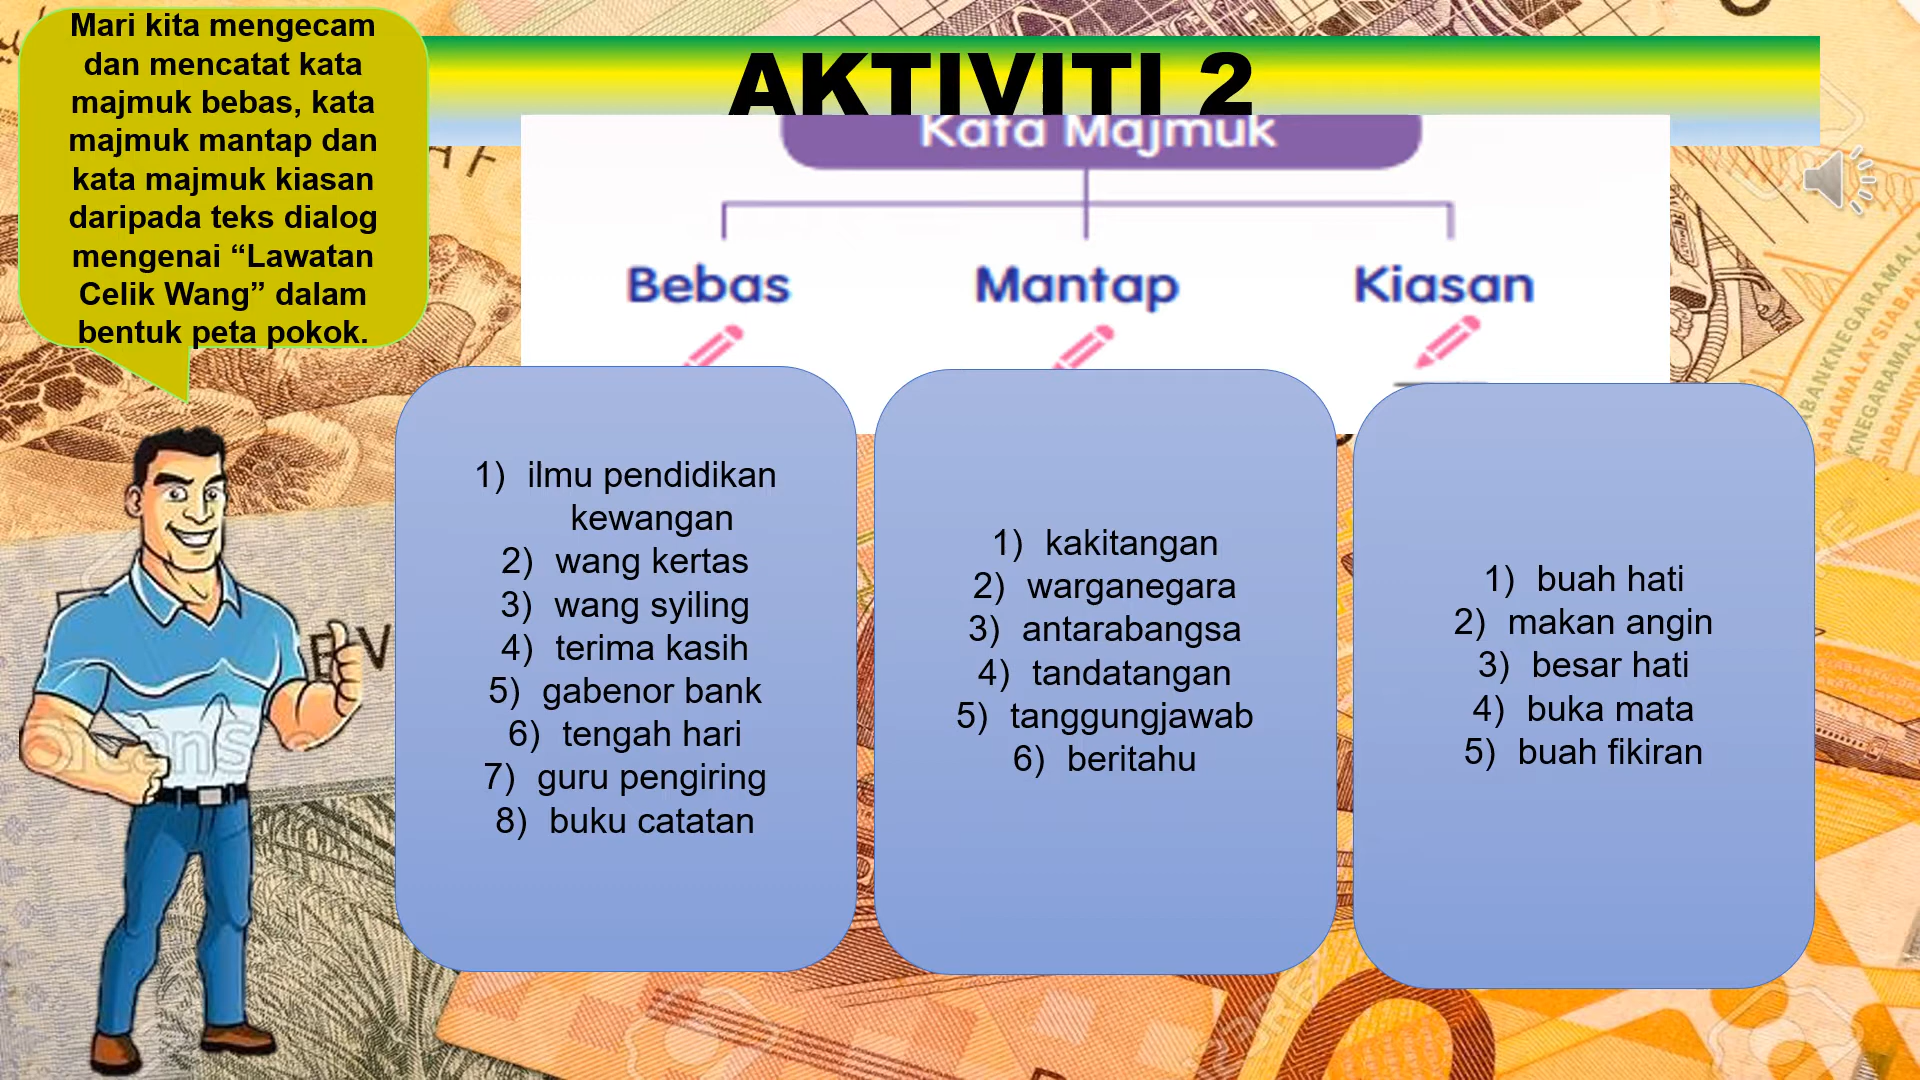 Mari kita mengecam
dan mencatat kata
majmuk bebas, kata
majmuk mantap dan
kata majmuk kiasan
daripada teks dialog
mengenai “Lawatan
Celik Wang” dalam
bentuk peta pokok.
AKTIVITI 2
Kata Majmuk
Bebas
Mantap
Kiasan
1) ilmu pendidikan
kewangan
2) wang kertas
3) wang syiling
4) terima kasih
5) gabenor bank
6) tengah hari
7) guru pengiring
8) buku catatan
1) kakitangan
2) warganegara
3) antarabangsa
4) tandatangan
5) tanggungjawab
6) beritahu
1) buah hati
2) makan angin
3) besar hati
4) buka mata
5) buah fikiran